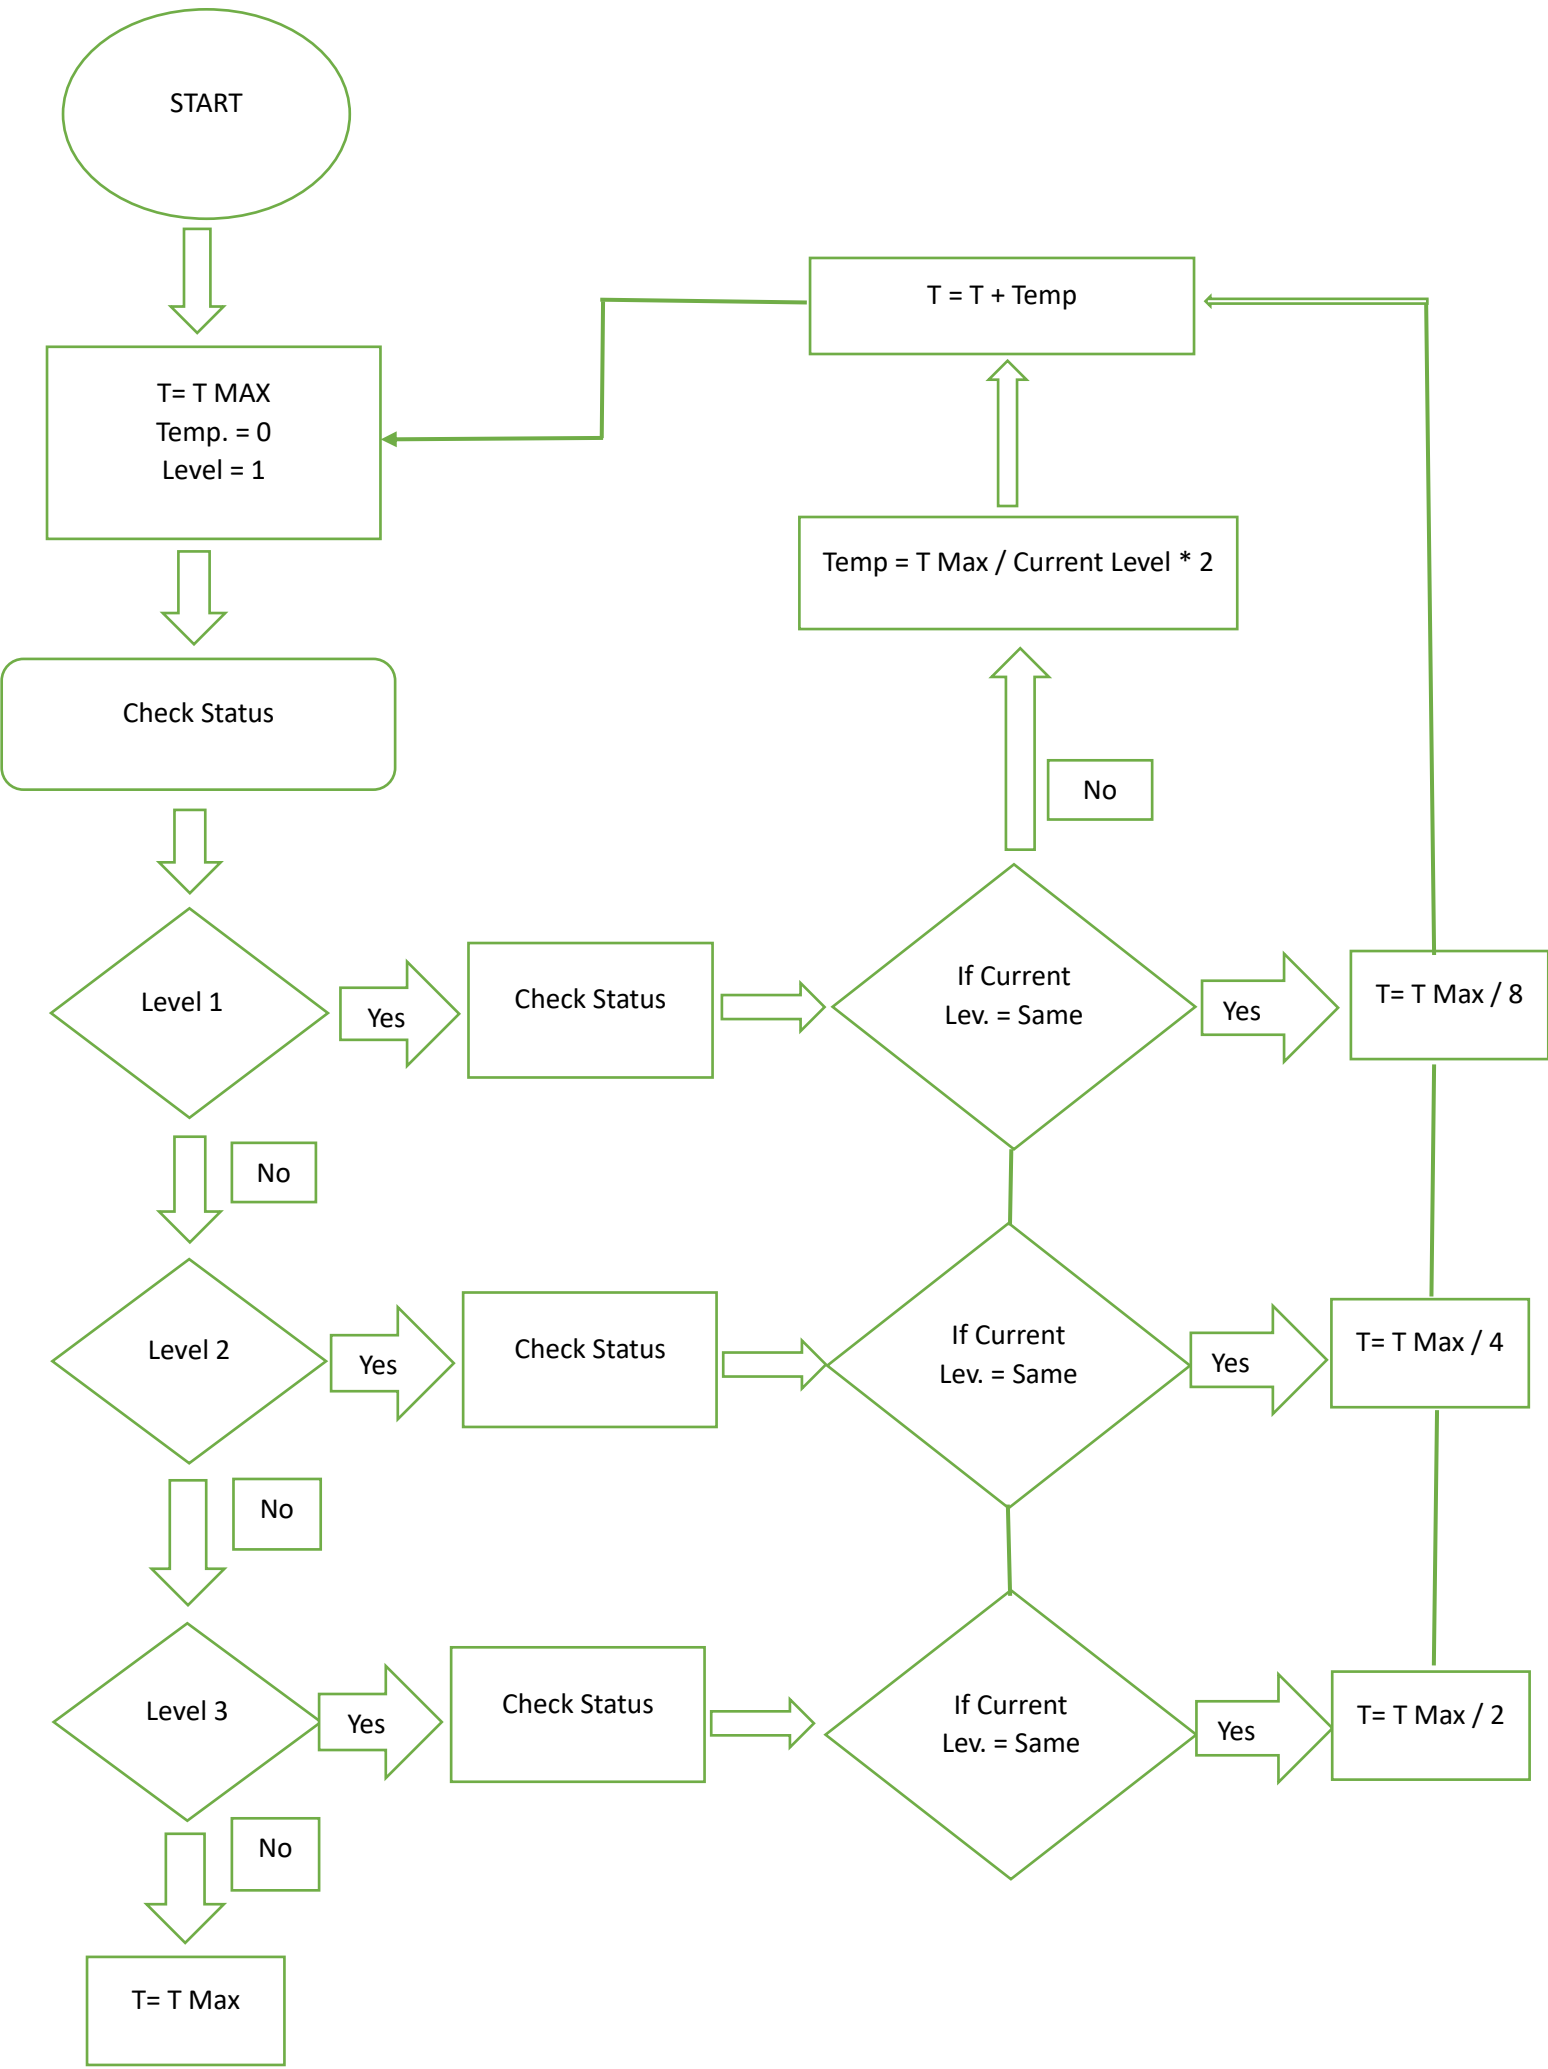 START
T = T + Temp
T= T MAX
Temp. = 0
Level = 1
Temp = T Max / Current Level * 2
Check Status
No
Level 1
Yes
Check Status
If Current
Lev. = Same
Yes
T= T Max / 8
No
Level 2
Yes
Check Status
If Current
Lev. = Same
Yes
T= T Max / 4
No
Level 3
Yes
Check Status
If Current
Lev. = Same
Yes
T= T Max / 2
No
T= T Max